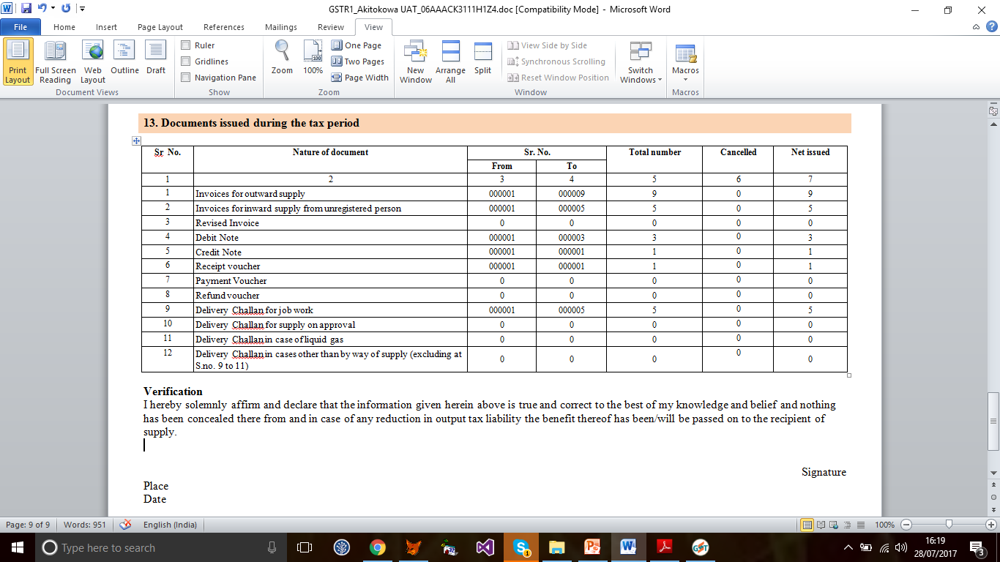 GSTR1_Akitokowa UAT_06AAACK3111H1Z4.doc [Compatibility Mode] - Microsoft Word
File Home Insert Page Layout References Mailings Review View
Print Layout Full Screen Reading Web Layout Outline Draft
Document Views
Ruler
Gridlines
Navigation Pane
Show
Zoom 100% One Page
Two Pages
Page Width
Zoom
New Window Arrange All Split
View Side by Side
Synchronous Scrolling
Reset Window Position
Switch Windows
Window
Macros
Macros
13. Documents issued during the tax period
Sr No. Nature of document Sr. No. Total number Cancelled Net issued
From To
1 2 3 4 5 6 7
1 Invoices for outward supply 000001 000009 9 0 9
2 Invoices for inward supply from unregistered person 000001 000005 5 0 5
3 Revised Invoice 0 0 0 0 0
4 Debit Note 000001 000003 3 0 3
5 Credit Note 000001 000001 1 0 1
6 Receipt voucher 000001 000001 1 0 1
7 Payment Voucher 0 0 0 0 0
8 Refund voucher 0 0 0 0 0
9 Delivery Challan for job work 000001 000005 5 0 5
10 Delivery Challan for supply on approval 0 0 0 0 0
11 Delivery Challan in case of liquid gas 0 0 0 0 0
12 Delivery Challan in cases other than by way of supply (excluding at
S.no. 9 to 11) 0 0 0 0 0
Verification
I hereby solemnly affirm and declare that the information given herein above is true and correct to the best of my knowledge and belief and nothing
has been concealed there from and in case of any reduction in output tax liability the benefit thereof has been/will be passed on to the recipient of
supply.
Signature
Place
Date
Page: 9 of 9 Words: 951 English (India) 100%
Type here to search
16:19
28/07/2017